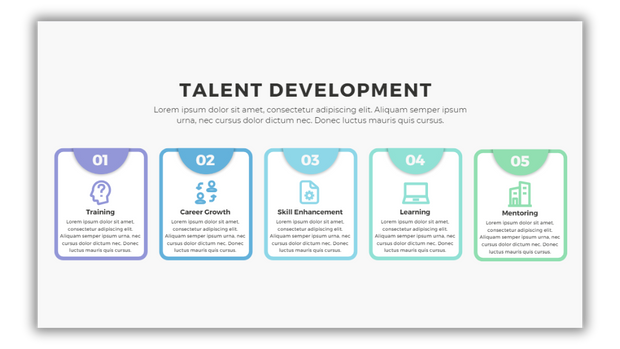 TALENT DEVELOPMENT
Lorem ipsum dolor sit amet, consectetur adipiscing elit. Aliquam semper ipsum
urna, nec cursus dolor dictum nec. Donec luctus mauris quis cursus.
01
Training
Lorem ipsum dolor sit amet,
consectetur adipiscing elit.
Aliquam semper ipsum urna, nec
cursus dolor dictum nec. Donec
luctus mauris quis cursus.
02
Career Growth
Lorem ipsum dolor sit amet,
consectetur adipiscing elit.
Aliquam semper ipsum urna, nec
cursus dolor dictum nec. Donec
luctus mauris quis cursus.
03
Skill Enhancement
Lorem ipsum dolor sit amet,
consectetur adipiscing elit.
Aliquam semper ipsum urna, nec
cursus dolor dictum nec. Donec
luctus mauris quis cursus.
04
Learning
Lorem ipsum dolor sit amet,
consectetur adipiscing elit.
Aliquam semper ipsum urna, nec
cursus dolor dictum nec. Donec
luctus mauris quis cursus.
05
Mentoring
Lorem ipsum dolor sit amet,
consectetur adipiscing elit.
Aliquam semper ipsum urna, nec
cursus dolor dictum nec. Donec
luctus mauris quis cursus.